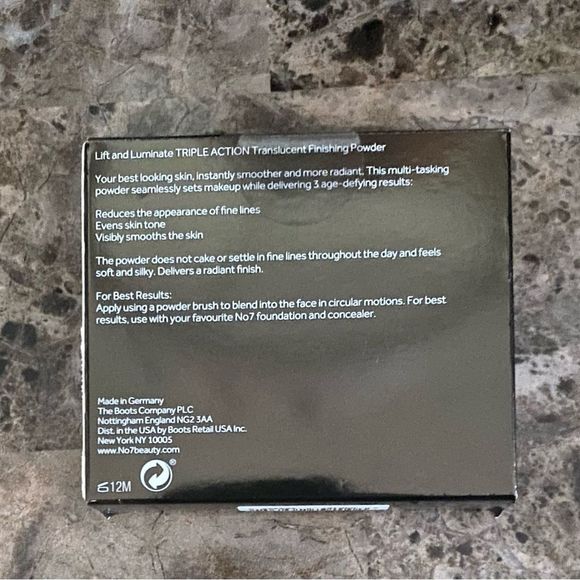 Lift and Luminate TRIPLE ACTION Translucent Finishing Powder
Your best looking skin, instantly smoother and more radiant. This multi-tasking
powder seamlessly sets makeup while delivering 3 age-defying results:
Reduces the appearance of fine lines
Evens skin tone
Visibly smooths the skin
The powder does not cake or settle in fine lines throughout the day and feels
soft and silky. Delivers a radiant finish.
For Best Results:
Apply using a powder brush to blend into the face in circular motions. For best
results, use with your favourite No7 foundation and concealer.
Made in Germany
The Boots Company PLC
Nottingham England NG2 3AA
Dist. in the USA by Boots Retail USA Inc.
New York NY 10005
www.No7beauty.com
12M
®